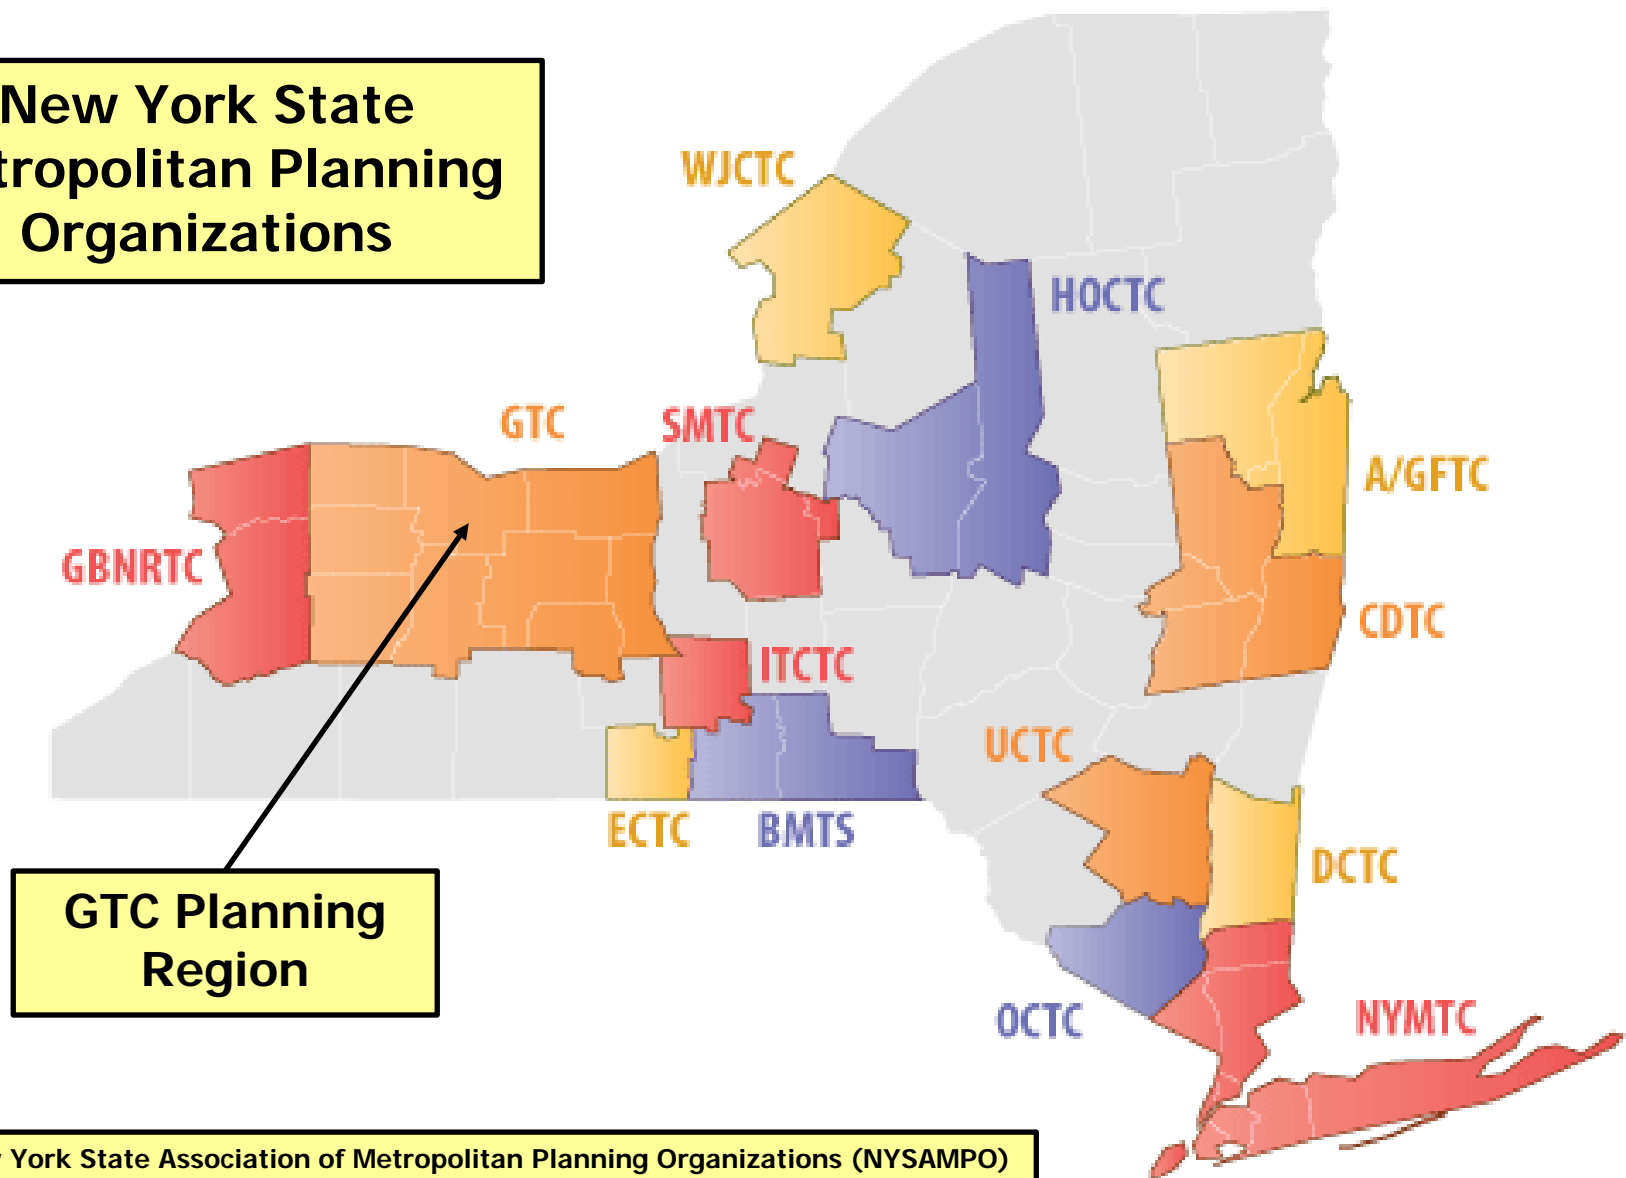 New York State
tropolitan Planning
Organizations
WJCTC
HOCTC
GTC
SMTC
A/GFTC
GBNRTC
CDTC
ITCTC
UCTC
ECTC
BMTS
DCTC
GTC Planning
Region
OCTC
NYMTC
York State Association of Metropolitan Planning Organizations (NYSAMPO)